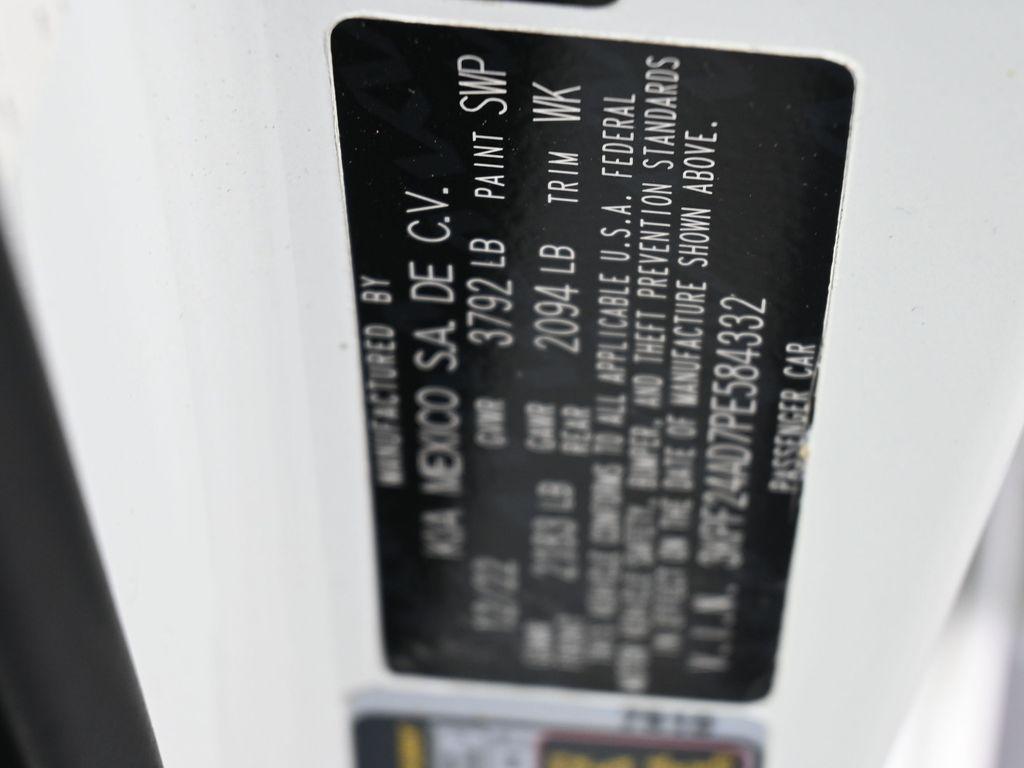 MANUFACTURED BY
KIA MEXICO S.A. DE C.V.
12/22 GVWR 3792 LB PAINT SWP
GAWR FRONT 2183 LB GAWR REAR 2094 LB TRIM WK
THIS VEHICLE CONFORMS TO ALL APPLICABLE U.S.A. FEDERAL
MOTOR VEHICLE SAFETY, BUMPER, AND THEFT PREVENTION STANDARDS
IN EFFECT ON THE DATE OF MANUFACTURE SHOWN ABOVE.
V.I.N. 3KPF24AD7PE584332
PASSENGER CAR